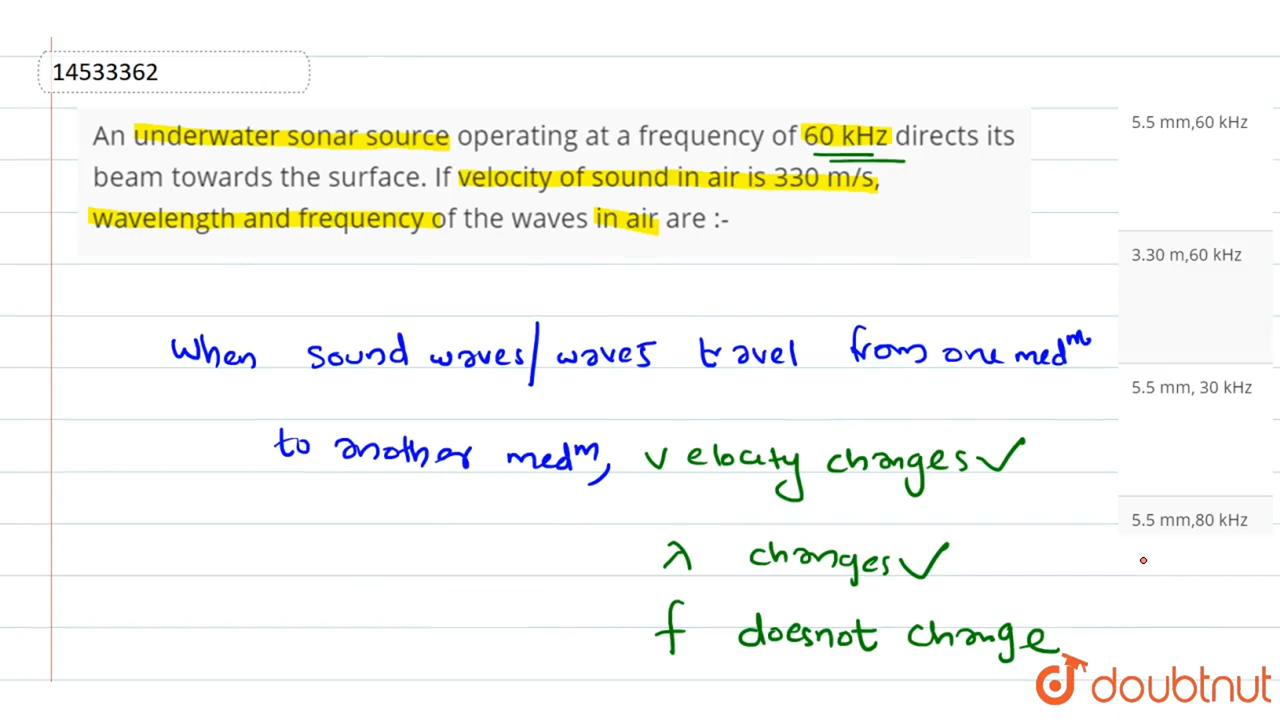 14533362
An underwater sonar source operating at a frequency of 60 kHz directs its
beam towards the surface. If velocity of sound in air is 330 m/s,
wavelength and frequency of the waves in air are :-
5.5 mm,60 kHz
3.30 m,60 kHz
5.5 mm, 30 kHz
5.5 mm,80 kHz
When sound waves/waves travel from one medᵐ
to another medᵐ, velocity changes✓
λ changes✓
f doesnot change
doubtnut